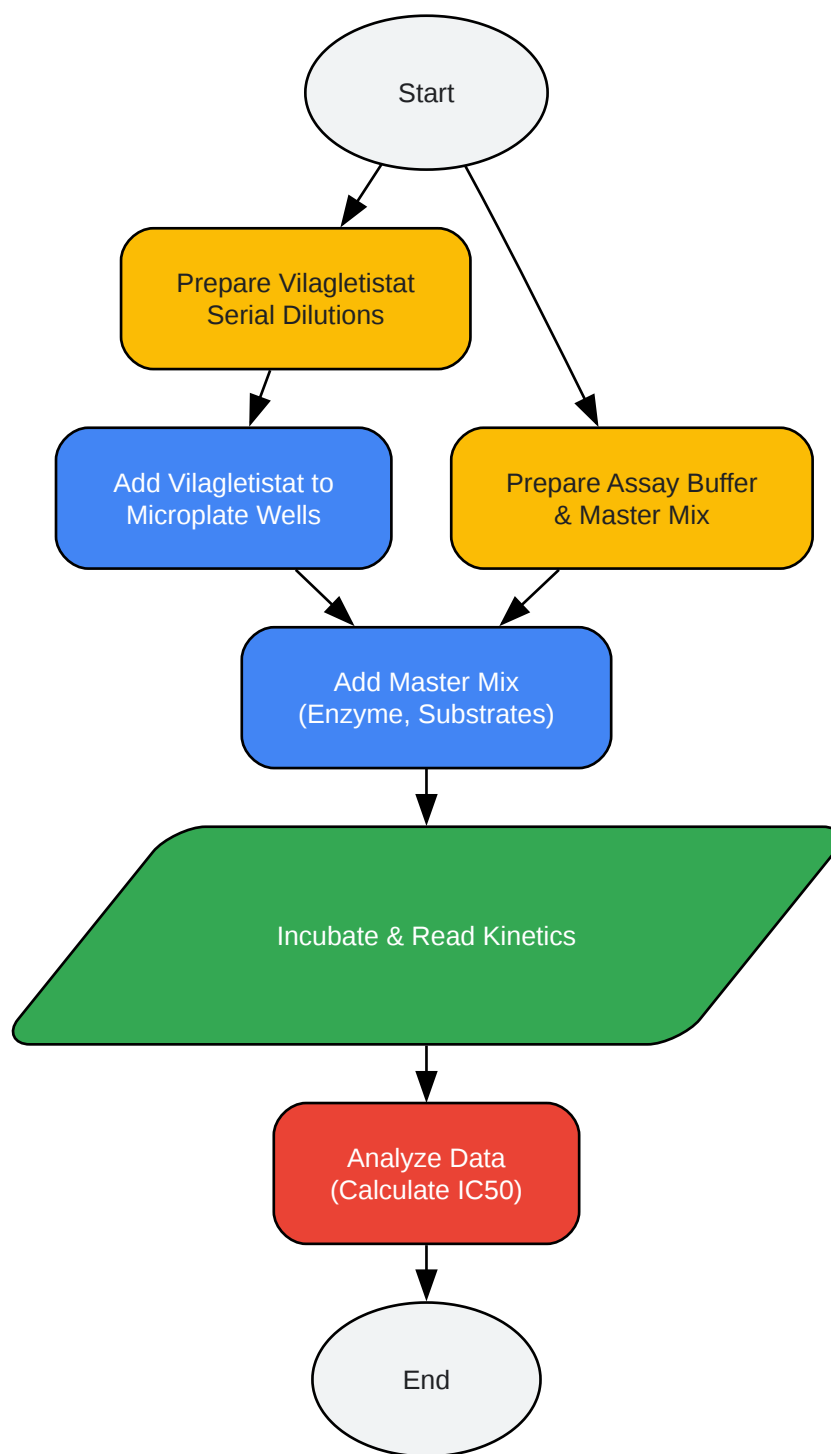 Start
Prepare Vilagletistat
Serial Dilutions
Add Vilagletistat to
Microplate Wells
Prepare Assay Buffer
& Master Mix
Add Master Mix
(Enzyme, Substrates)
Incubate & Read Kinetics
Analyze Data
(Calculate IC50)
End